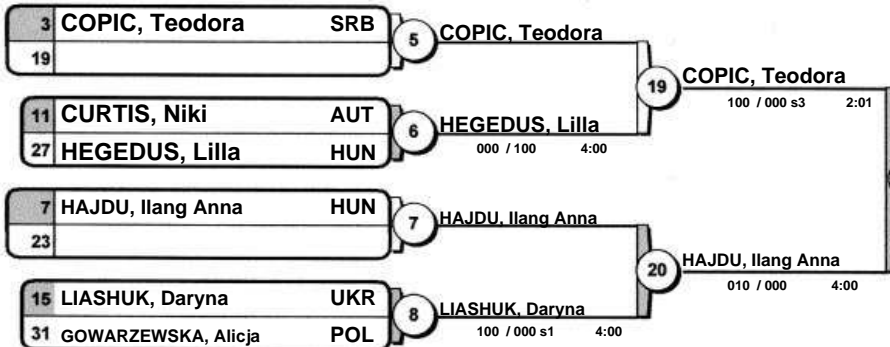 3 COPIC, Teodora SRB
19
5
COPIC, Teodora
11 CURTIS, Niki AUT
27 HEGEDUS, Lilla HUN
6
HEGEDUS, Lilla
000 / 100 4:00
19
COPIC, Teodora
100 / 000 s3 2:01
7 HAJDU, Ilang Anna HUN
23
7
HAJDU, Ilang Anna
15 LIASHUK, Daryna UKR
31 GOWARZEWSKA, Alicja POL
8
LIASHUK, Daryna
100 / 000 s1 4:00
20
HAJDU, Ilang Anna
010 / 000 4:00